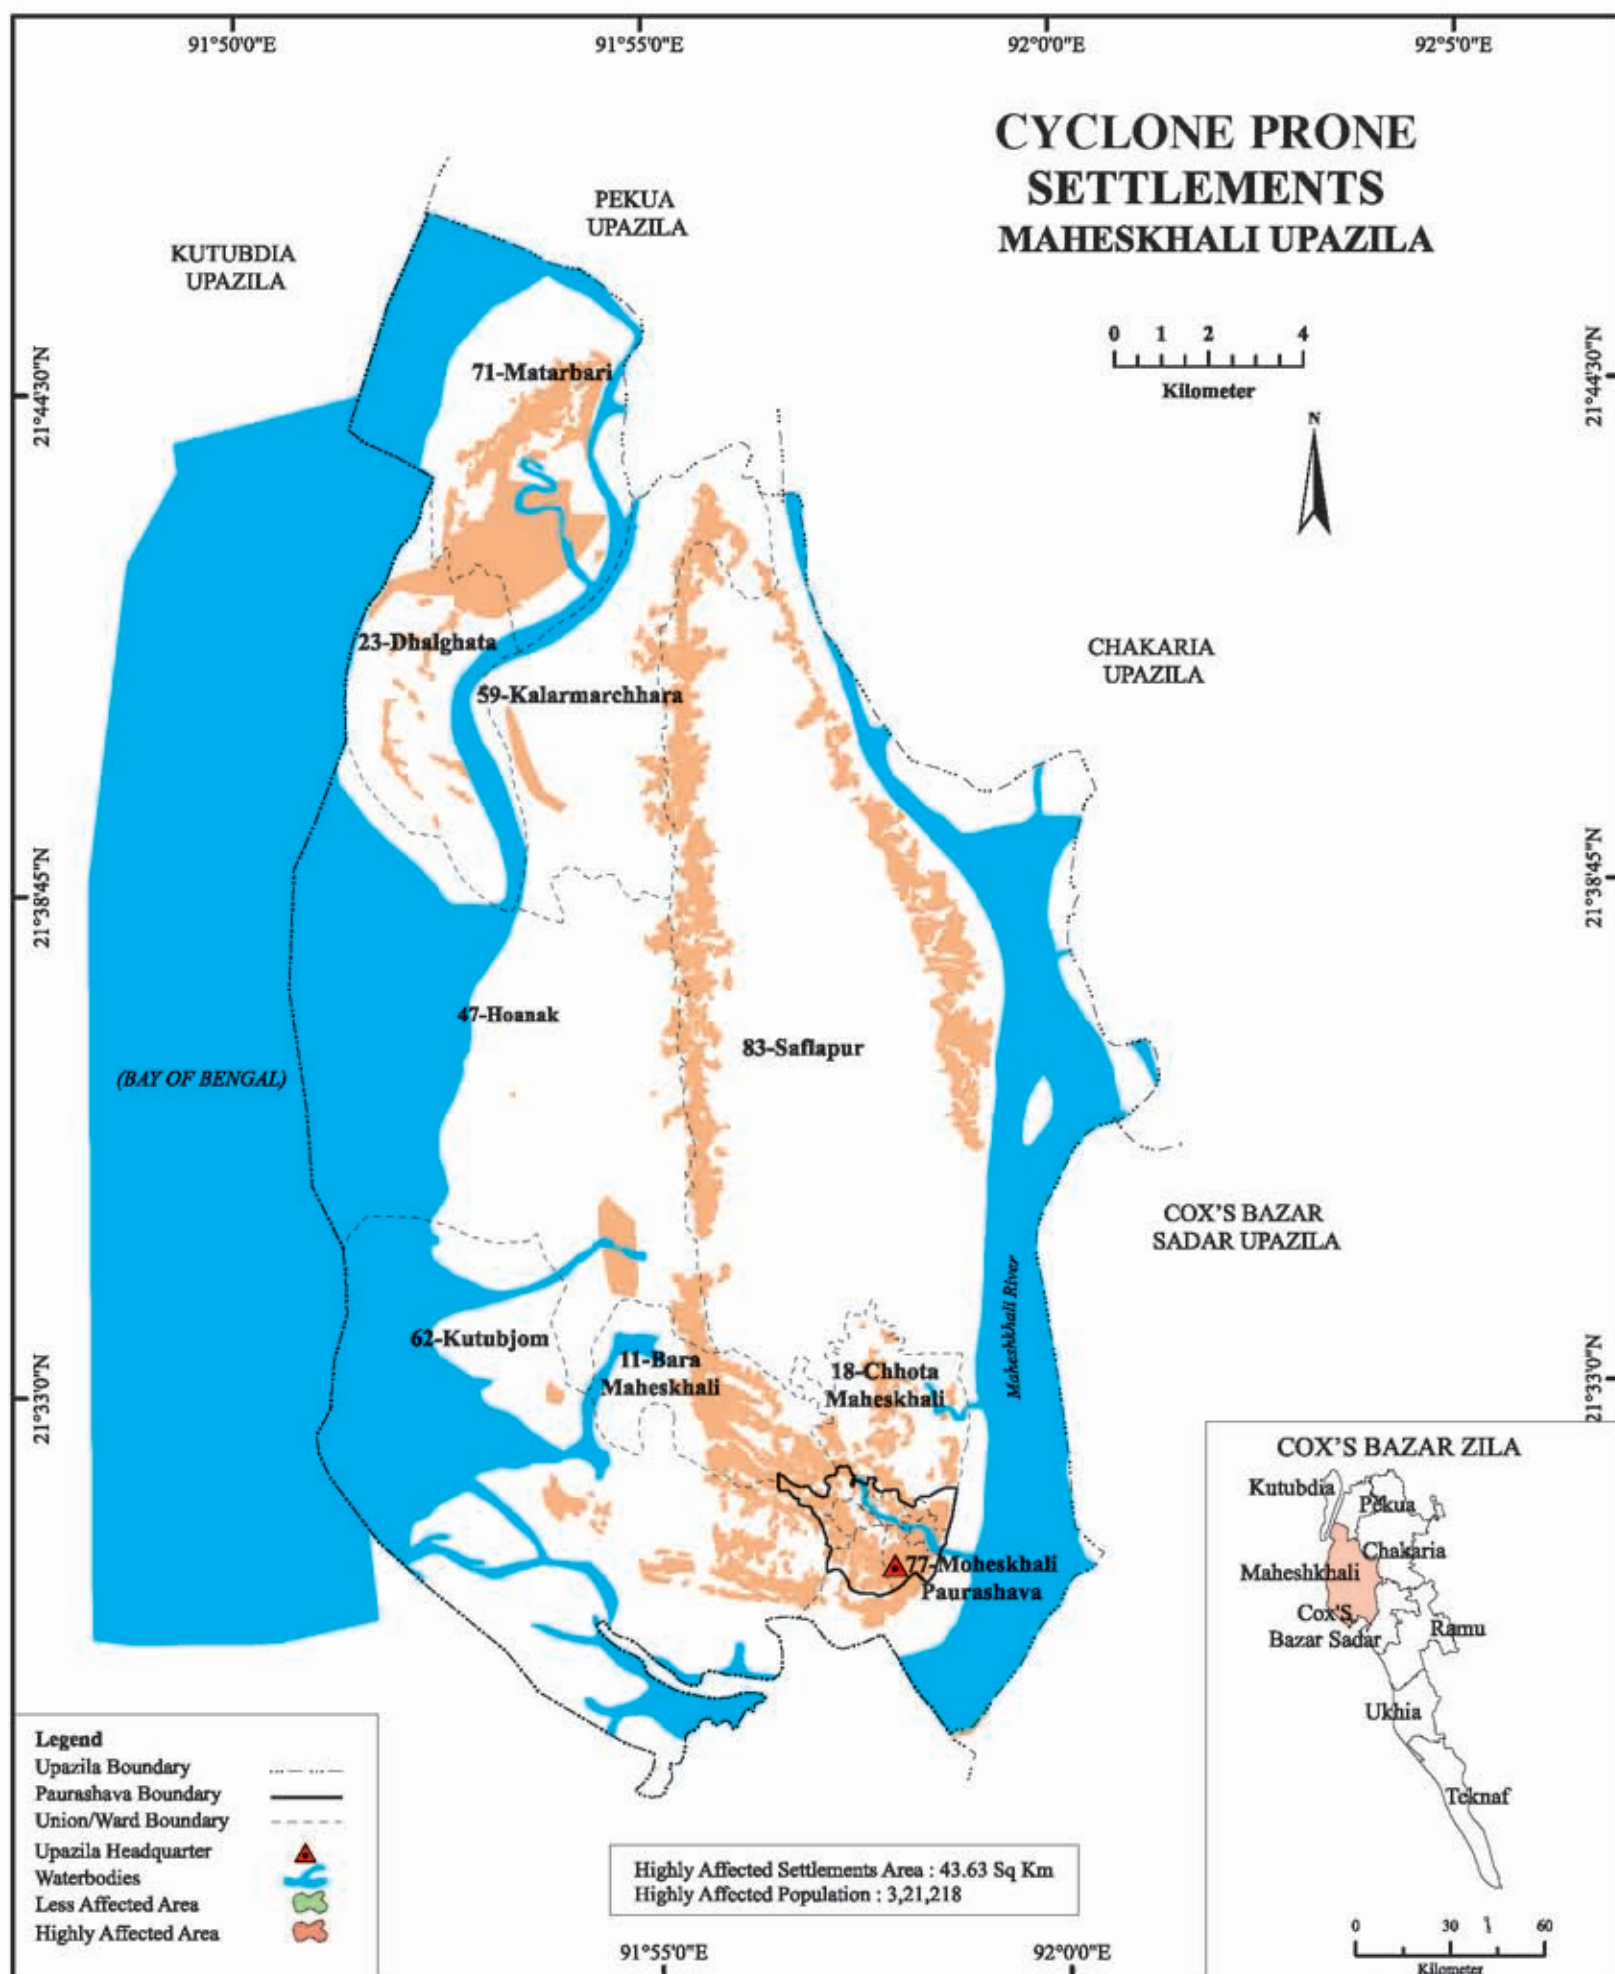 91°50'0"E
91°55'0"E
92°0'0"E
92°5'0"E
CYCLONE PRONE
SETTLEMENTS
MAHESKHALI UPAZILA
PEKUA
UPAZILA
KUTUBDIA
UPAZILA
0 1 2 4
Kilometer
N
21°44'30"N
21°44'30"N
71-Matarbari
23-Dhalghata
59-Kalarmarchhara
CHAKARIA
UPAZILA
21°38'45"N
21°38'45"N
47-Hoanak
83-Saflapur
(BAY OF BENGAL)
COX'S BAZAR
SADAR UPAZILA
Maheshkhali River
62-Kutubjom
11-Bara
Maheskhali
18-Chhota
Maheskhali
21°33'0"N
21°33'0"N
77-Moheskhali
Paurashava
COX'S BAZAR ZILA
Kutubdia
Pekua
Chakaria
Maheshkhali
Cox'S
Bazar Sadar
Ramu
Ukhia
Teknaf
0 30 60
Kilometer
Legend
Upazila Boundary
Paurashava Boundary
Union/Ward Boundary
Upazila Headquarter
Waterbodies
Less Affected Area
Highly Affected Area
Highly Affected Settlements Area : 43.63 Sq Km
Highly Affected Population : 3,21,218
91°55'0"E
92°0'0"E